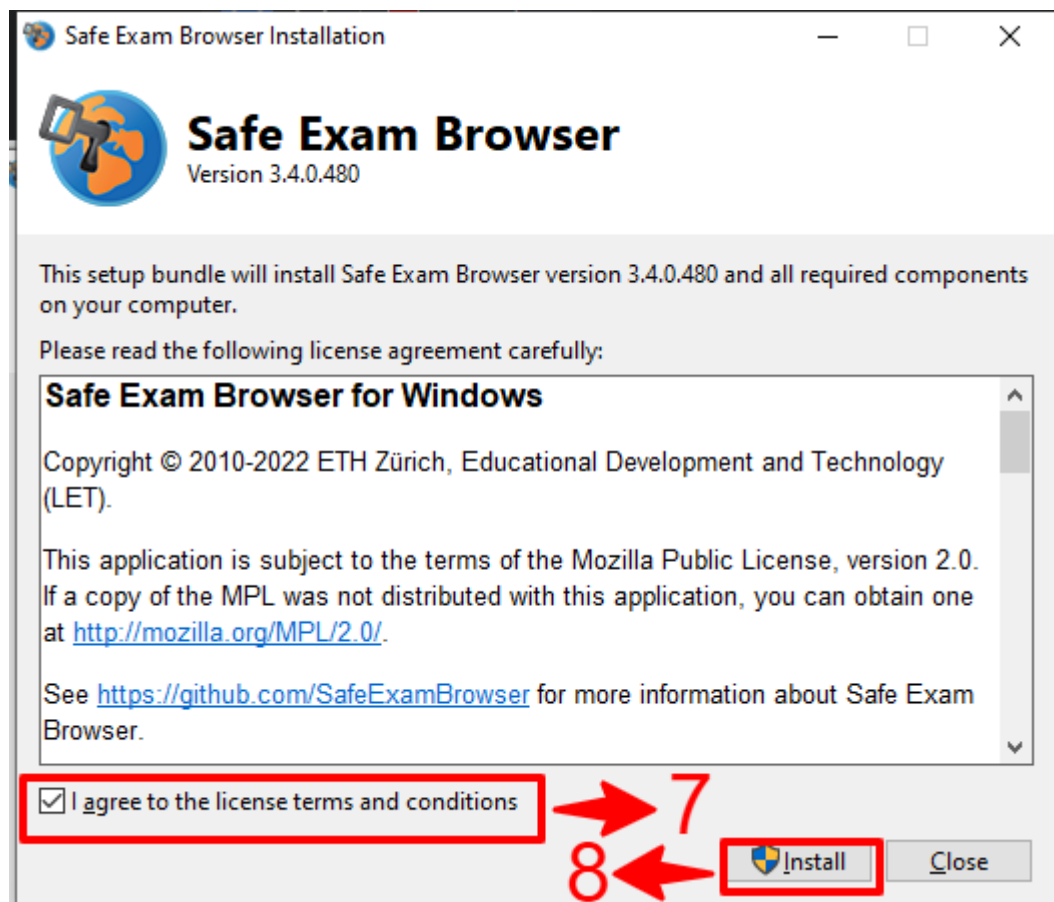 Safe Exam Browser Installation
Safe Exam Browser
Version 3.4.0.480
This setup bundle will install Safe Exam Browser version 3.4.0.480 and all required components
on your computer.
Please read the following license agreement carefully:
Safe Exam Browser for Windows
Copyright © 2010-2022 ETH Zürich, Educational Development and Technology
(LET).
This application is subject to the terms of the Mozilla Public License, version 2.0.
If a copy of the MPL was not distributed with this application, you can obtain one
at http://mozilla.org/MPL/2.0/.
See https://github.com/SafeExamBrowser for more information about Safe Exam
Browser.
I agree to the license terms and conditions
7
8
Install
Close